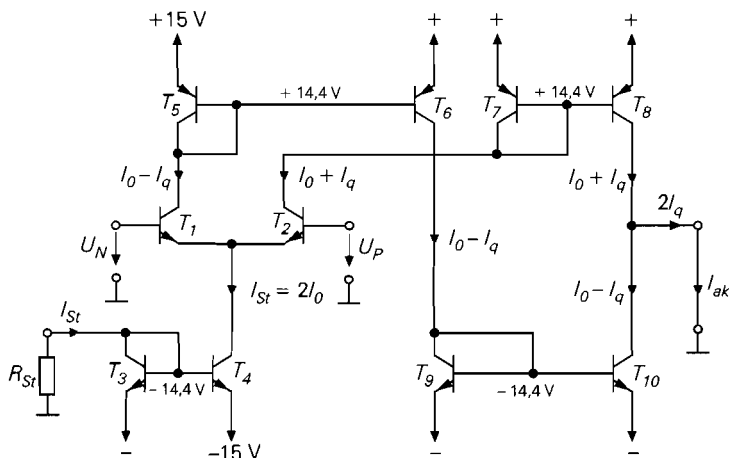 +15 V + + +
T5 + 14,4 V T6 T7 + 14,4 V T8
I0 – Iq I0 + Iq I0 + Iq
T1 T2 2Iq
UN UP I0 – Iq I0 – Iq Iak
ISt ISt = 2I0
RSt T3 T4 T9 T10
– 14,4 V – 14,4 V
– –15 V – –